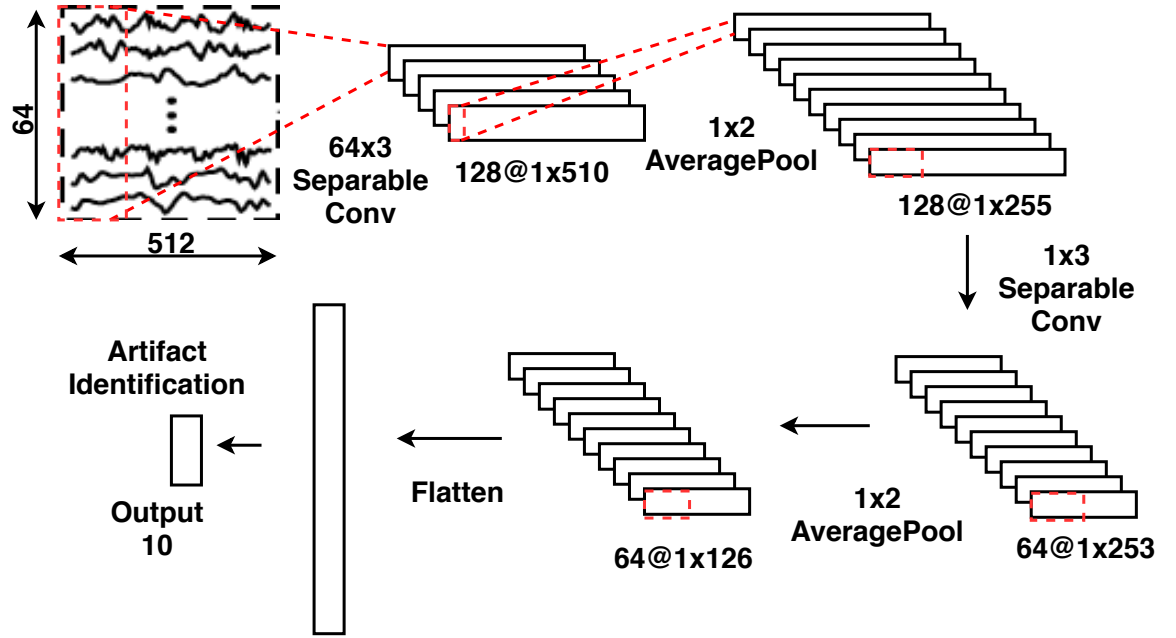 64
512
64x3
Separable
Conv
128@1x510
1x2
AveragePool
128@1x255
1x3
Separable
Conv
64@1x253
1x2
AveragePool
64@1x126
Flatten
Artifact
Identification
Output
10